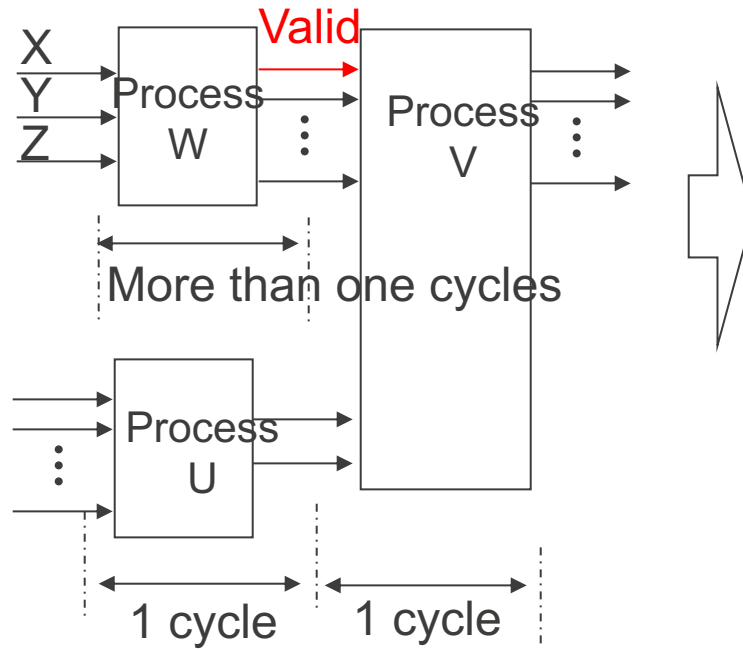 Valid
X
Y
Z
Process
W
Process
V
More than one cycles
Process
U
1 cycle
1 cycle